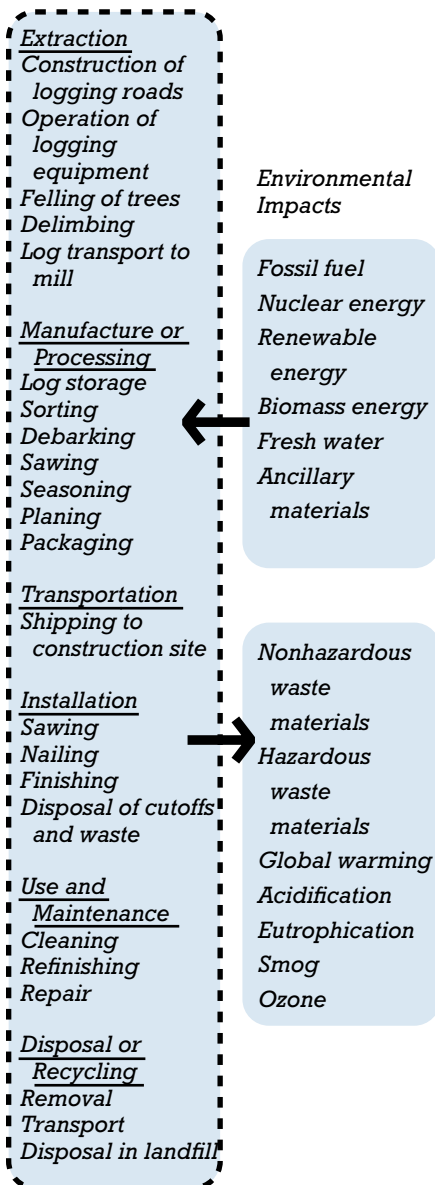 Extraction
Construction of
logging roads
Operation of
logging
equipment
Felling of trees
Delimbing
Log transport to
mill
Manufacture or
Processing
Log storage
Sorting
Debarking
Sawing
Seasoning
Planing
Packaging
Transportation
Shipping to
construction site
Installation
Sawing
Nailing
Finishing
Disposal of cutoffs
and waste
Use and
Maintenance
Cleaning
Refinishing
Repair
Disposal or
Recycling
Removal
Transport
Disposal in landfill
Environmental
Impacts
Fossil fuel
Nuclear energy
Renewable
energy
Biomass energy
Fresh water
Ancillary
materials
Nonhazardous
waste
materials
Hazardous
waste
materials
Global warming
Acidification
Eutrophication
Smog
Ozone